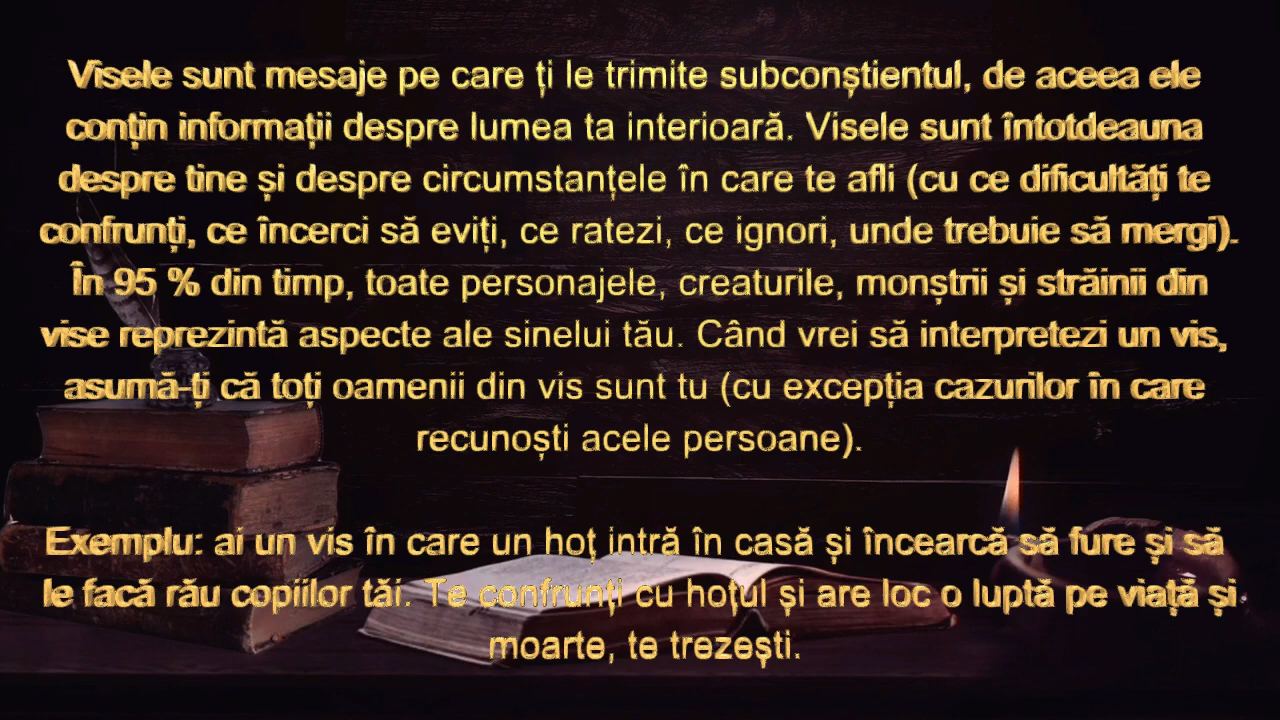 Visele sunt mesaje pe care ți le trimite subconștientul, de aceea ele
conțin informații despre lumea ta interioară. Visele sunt întotdeauna
despre tine și despre circumstanțele în care te afli (cu ce dificultăți te
confrunți, ce încerci să eviți, ce ratezi, ce ignori, unde trebuie să mergi).
În 95 % din timp, toate personajele, creaturile, monștrii și străinii din
vise reprezintă aspecte ale sinelui tău. Când vrei să interpretezi un vis,
asumă-ți că toți oamenii din vis sunt tu (cu excepția cazurilor în care
recunoști acele persoane).
Exemplu: ai un vis în care un hoț intră în casă și încearcă să fure și să
le facă rău copiilor tăi. Te confrunți cu hoțul și are loc o luptă pe viață și
moarte, te trezești.